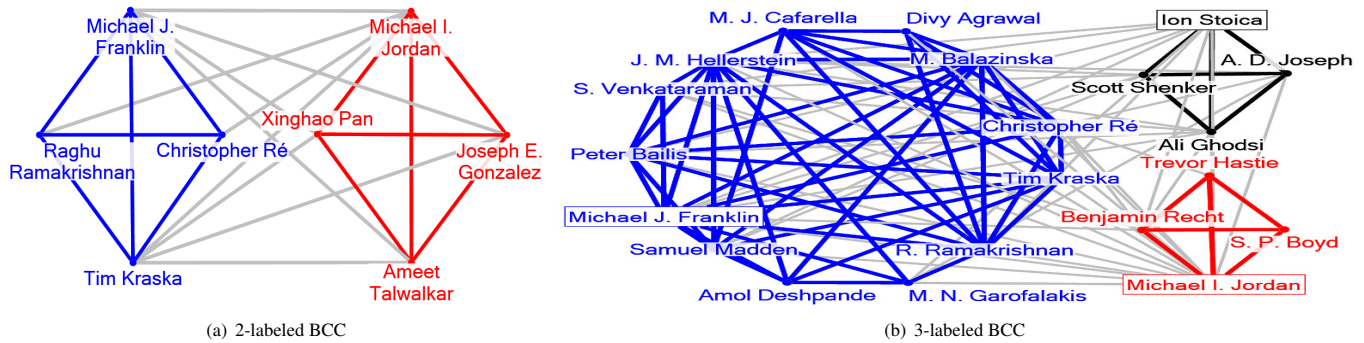 Michael J.
Franklin
Michael I.
Jordan
Xinghao Pan
Raghu
Ramakrishnan
Christopher Ré
Joseph E.
Gonzalez
Tim Kraska
Ameet
Talwalkar
(a) 2-labeled BCC
M. J. Cafarella
Divy Agrawal
Ion Stoica
J. M. Hellerstein
M. Balazinska
A. D. Joseph
S. Venkataraman
Scott Shenker
Christopher Ré
Ali Ghodsi
Peter Bailis
Trevor Hastie
Tim Kraska
Michael J. Franklin
Benjamin Recht
Samuel Madden
R. Ramakrishnan
S. P. Boyd
Amol Deshpande
M. N. Garofalakis
Michael I. Jordan
(b) 3-labeled BCC